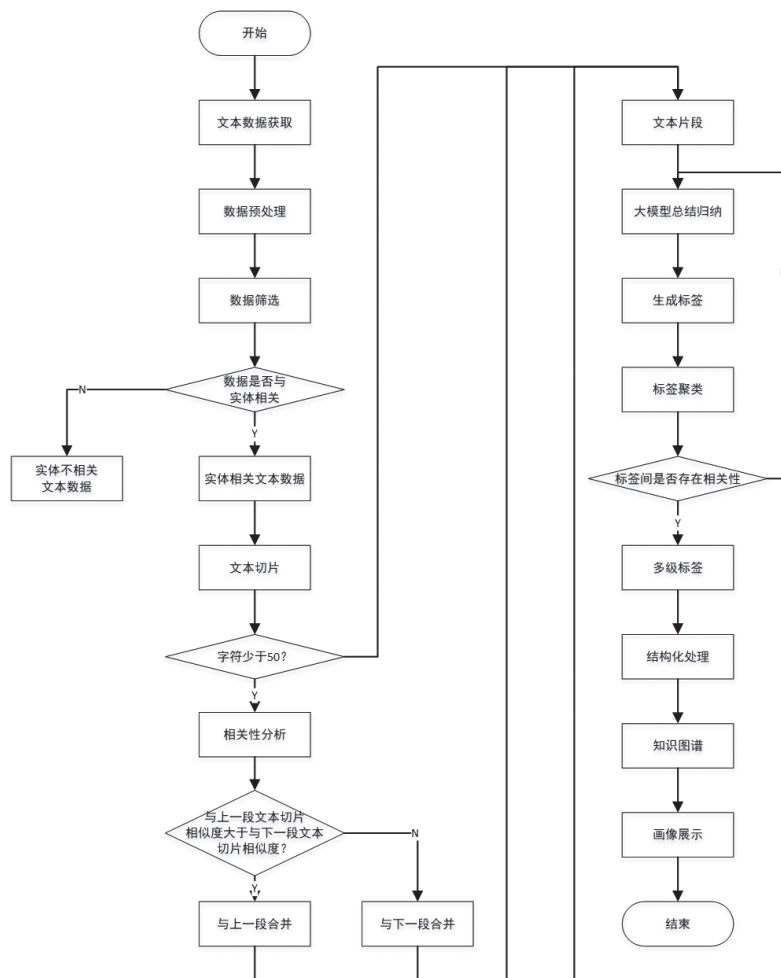 开始
文本数据获取
数据预处理
数据筛选
数据是否与
实体相关
N
Y
实体不相关
文本数据
实体相关文本数据
文本切片
字符少于50?
Y
相关性分析
与上一段文本切片
相似度大于与下一段文本
切片相似度?
N
Y
与上一段合并
与下一段合并
文本片段
大模型总结归纳
生成标签
标签聚类
标签间是否存在相关性
Y
多级标签
结构化处理
知识图谱
画像展示
结束